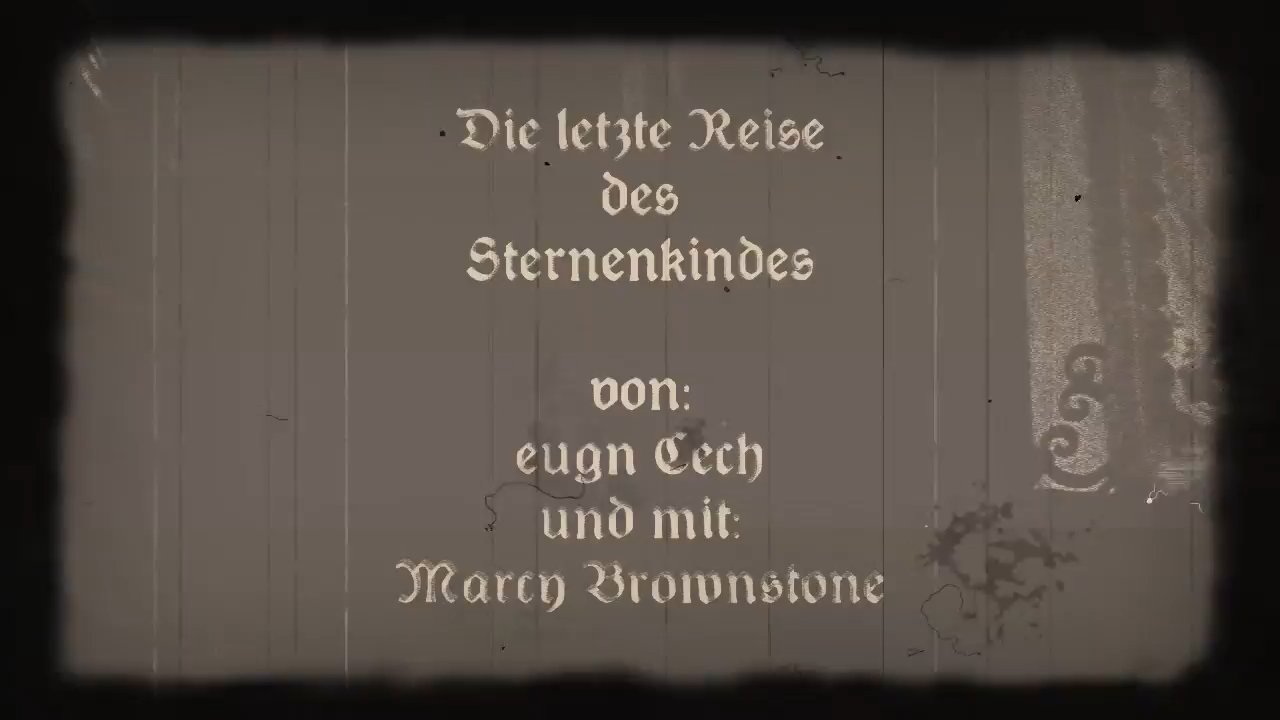 Die letzte Reise
des
Sternenkindes
von:
eugn Cech
und mit:
Marcy Brownstone